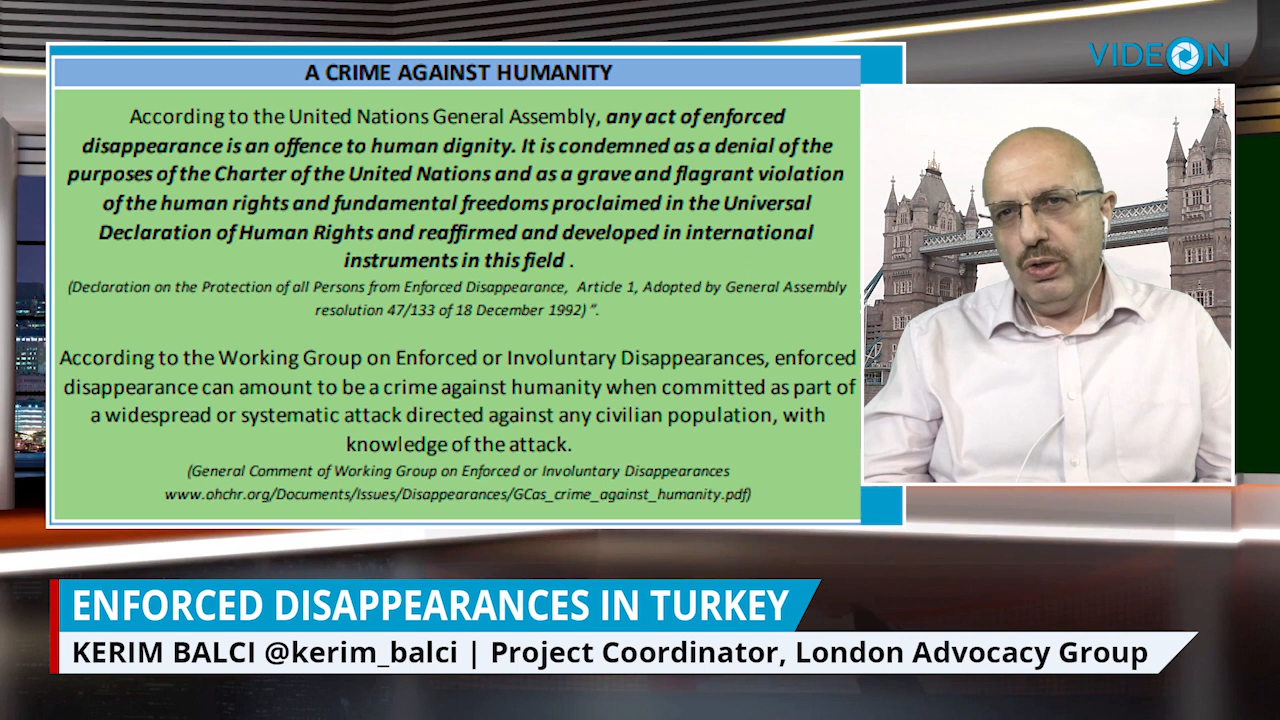 VIDEON
A CRIME AGAINST HUMANITY
According to the United Nations General Assembly, any act of enforced
disappearance is an offence to human dignity. It is condemned as a denial of the
purposes of the Charter of the United Nations and as a grave and flagrant violation
of the human rights and fundamental freedoms proclaimed in the Universal
Declaration of Human Rights and reaffirmed and developed in international
instruments in this field .
(Declaration on the Protection of all Persons from Enforced Disappearance, Article 1, Adopted by General Assembly
resolution 47/133 of 18 December 1992) ”.
According to the Working Group on Enforced or Involuntary Disappearances, enforced
disappearance can amount to be a crime against humanity when committed as part of
a widespread or systematic attack directed against any civilian population, with
knowledge of the attack.
(General Comment of Working Group on Enforced or Involuntary Disappearances
www.ohchr.org/Documents/Issues/Disappearances/GCas_crime_against_humanity.pdf)
ENFORCED DISAPPEARANCES IN TURKEY
KERIM BALCI @kerim_balci | Project Coordinator, London Advocacy Group